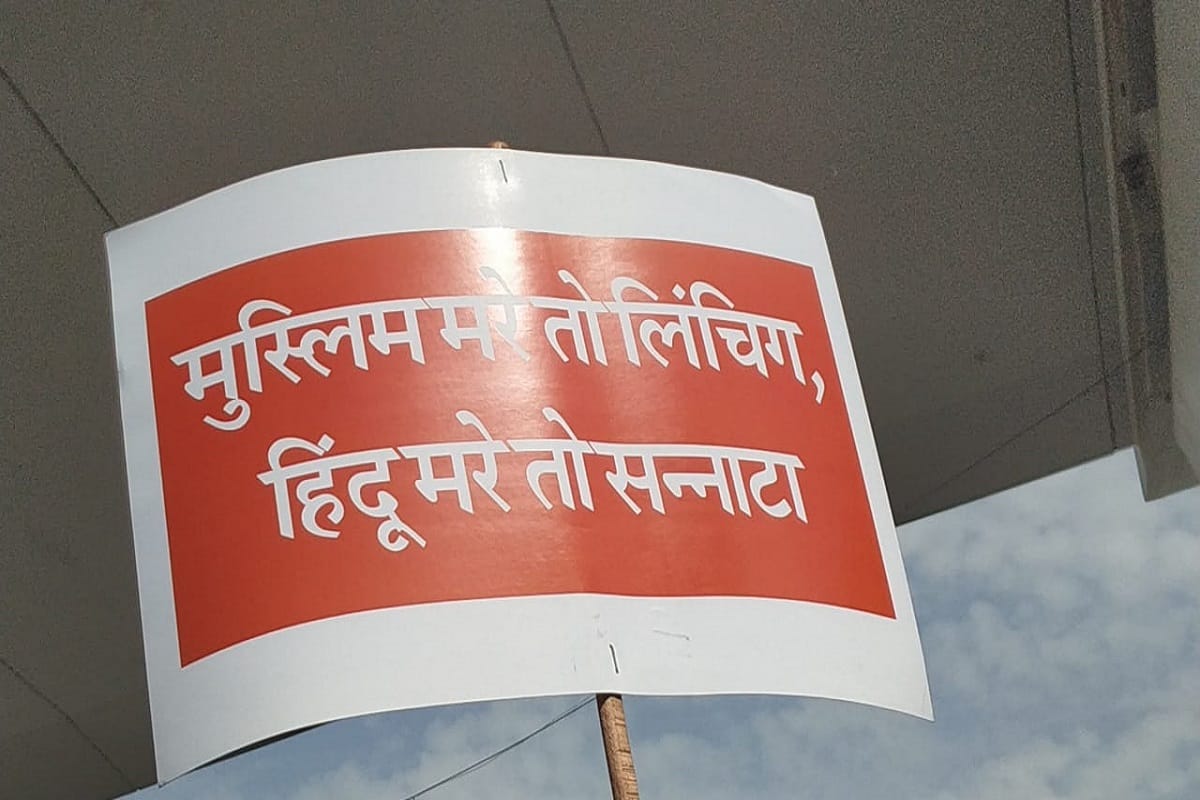 मुस्लिम मरे तो लिंचिग,
हिंदू मरे तो सन्नाटा